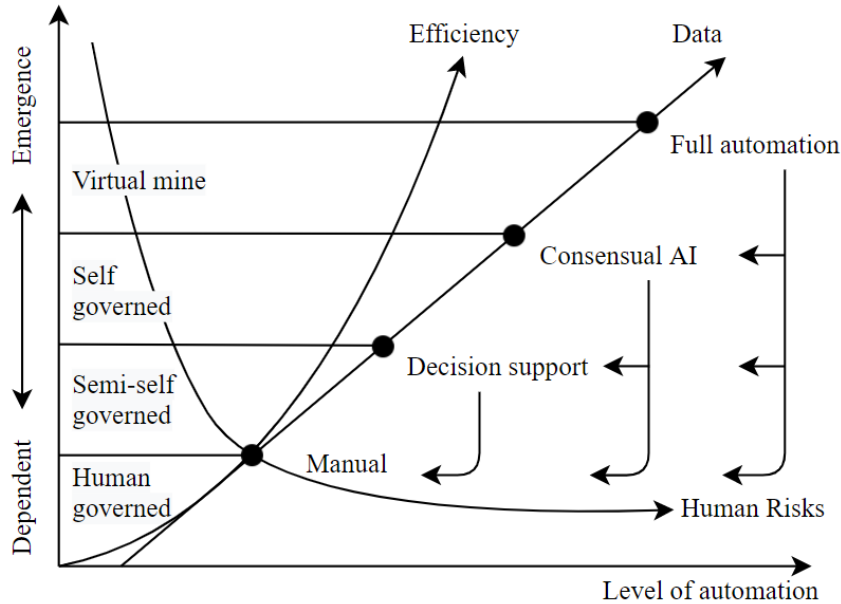 Efficiency
Data
Emergence
Full automation
Virtual mine
Consensual AI
Self
governed
Decision support
Semi-self
governed
Manual
Human
governed
Dependent
Human Risks
Level of automation